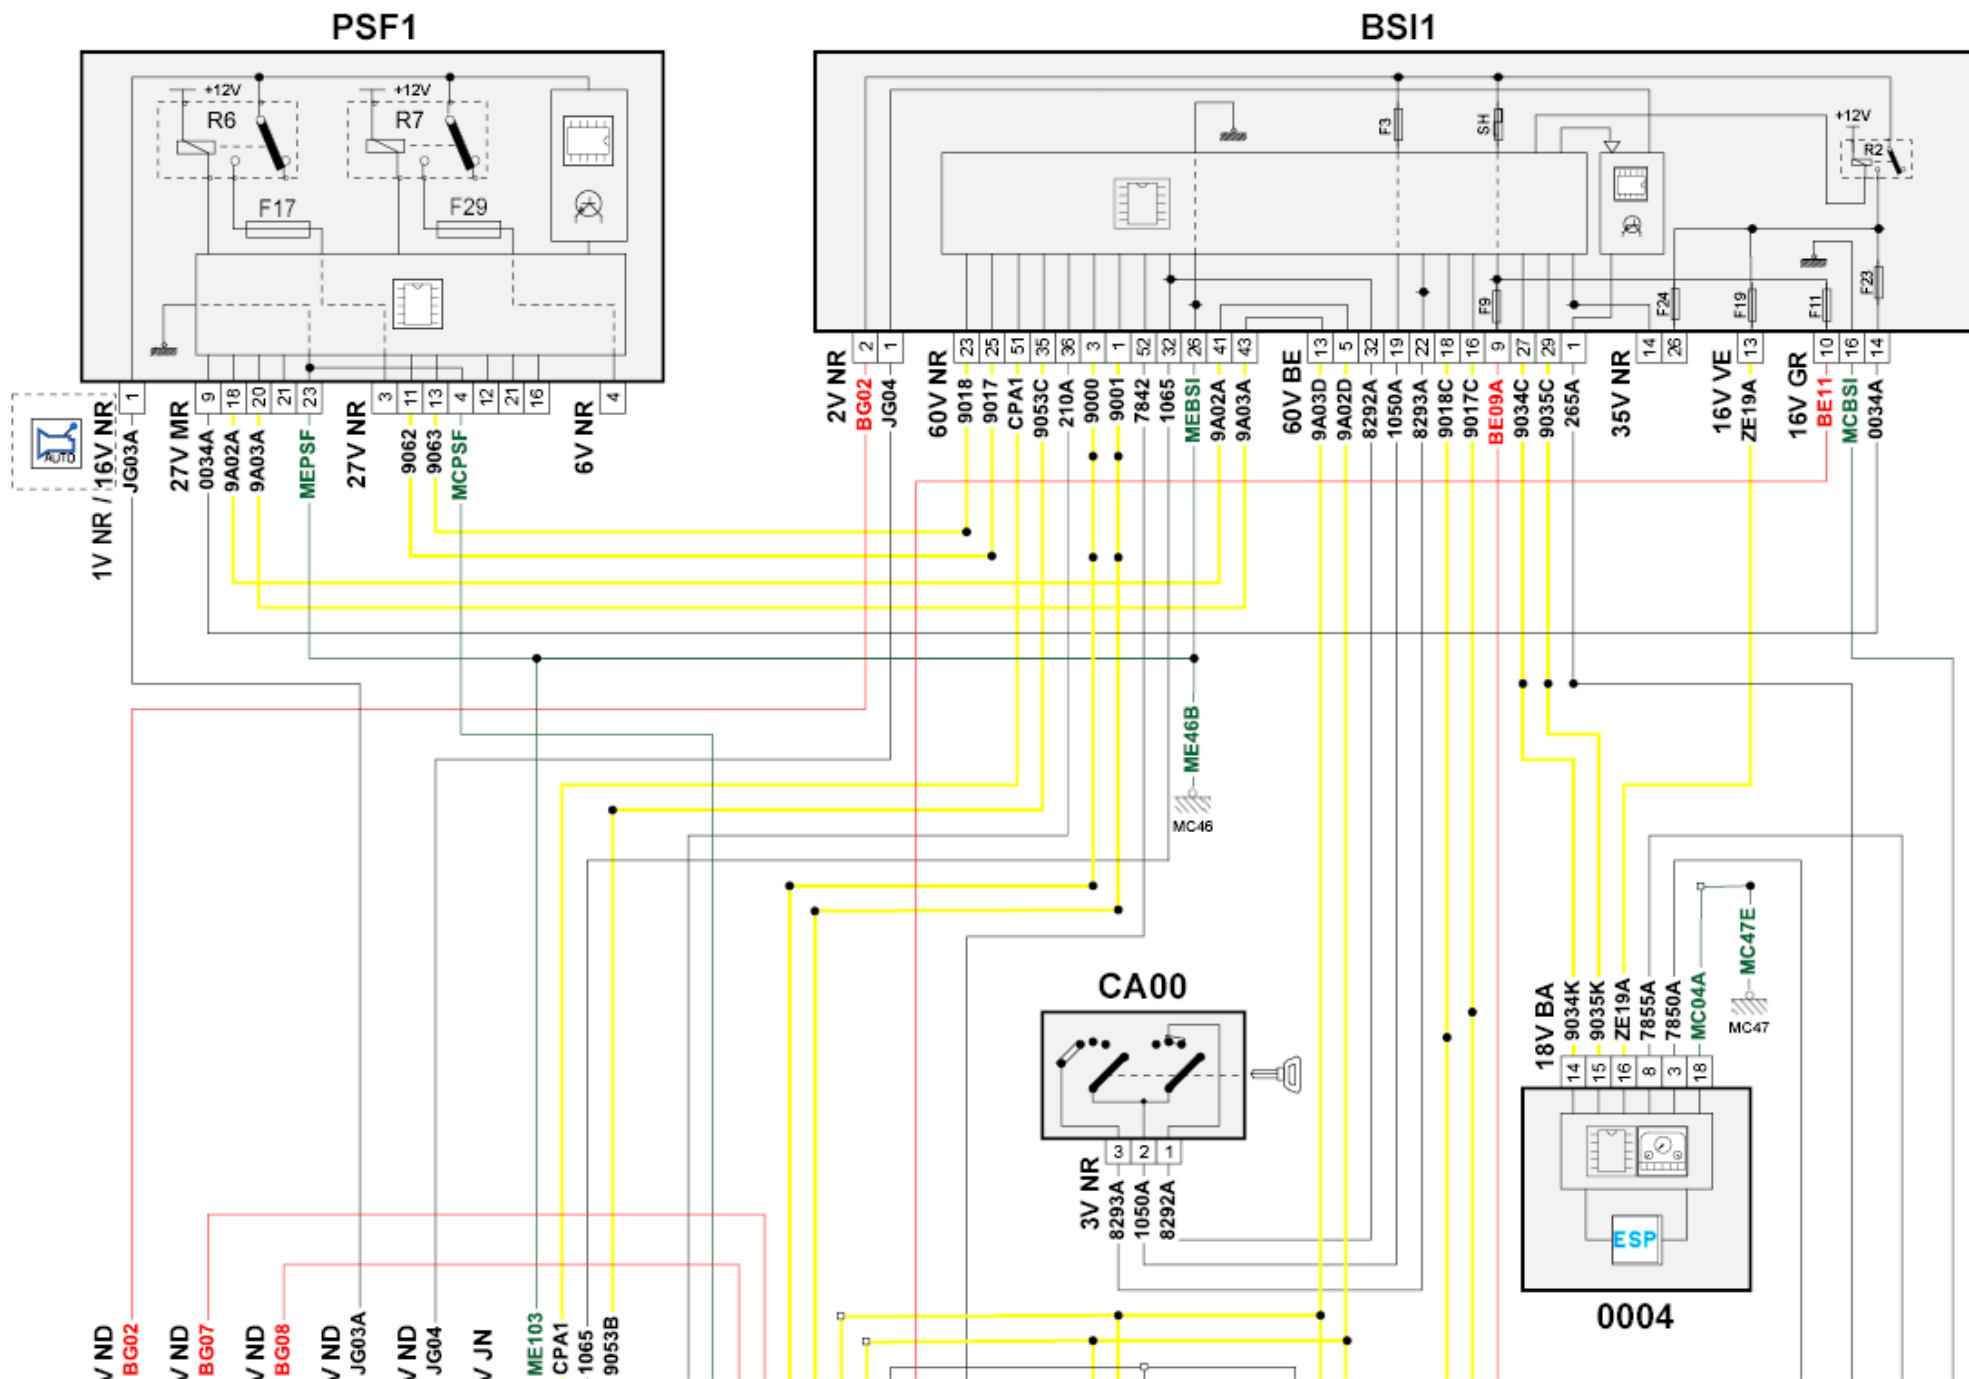 PSF1
BSI1
+12V
R6
+12V
R7
F17
F29
F3
SH
+12V
R2
F9
F24
F19
F11
F23
AUTO
1V NR / 16V NR
1
JG03A
27V MR
9 18 20 21 23
0034A
9A02A
9A03A
MEPSF
27V NR
3 11 13 4 12 21 16
9062
9063
MCPSF
6V NR
4
2V NR
2 1
BG02
JG04
60V NR
23 25 51 35 36 3 1 52 32 26 41 43
9018
9017
CPA1
9053C
210A
9000
9001
7842
1065
MEBSI
9A02A
9A03A
60V BE
13 5 32 19 22 18 16 9 27 29 1
9A03D
9A02D
8292A
1050A
8293A
9018C
9017C
BE09A
9034C
9035C
265A
35V NR
14 26
16V VE
13
ZE19A
16V GR
10 16 14
BE11
MCBSI
0034A
ME46B
MC46
CA00
3V NR
3 2 1
8293A
1050A
8292A
18V BA
9034K
9035K
ZE19A
7855A
7850A
MC04A
14 15 16 8 3 18
MC47E
MC47
ESP
0004
V ND
BG02
V ND
BG07
V ND
BG08
V ND
JG03A
V ND
JG04
V JN
ME103
CPA1
1065
9053B